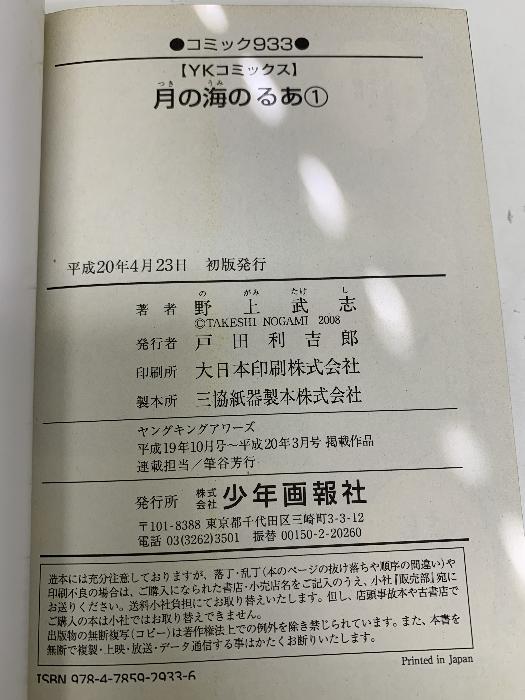 ●コミック933●
【YKコミックス】
つき うみ
月の海のるあ①
平成20年4月23日 初版発行
の がみ たけ し
著者 野上武志
©TAKESHI NOGAMI 2008
発行者 戸田利吉郎
印刷所 大日本印刷株式会社
製本所 三協紙器製本株式会社
ヤングキングアワーズ
平成19年10月号～平成20年3月号 掲載作品
連載担当／筆谷芳行
発行所 株式会社 少年画報社
〒101-8388 東京都千代田区三崎町3-3-12
電話 03(3262)3501 振替 00150-2-20260
造本には充分注意しておりますが、落丁・乱丁(本のページの抜け落ちや順序の間違い)や
印刷不良の場合は、ご購入になられた書店・小売店名をご記入のうえ、小社『販売部』宛に
お送りください。送料小社負担にてお取り替えいたします。但し、店頭事故本や古書店で
ご購入の本は小社ではお取り替えできません。
出版物の無断複写(コピー)は著作権法上での例外を除き禁じられています。また、本書を
無断で複製・上映・放送・データ通信する事はかたくお断りいたします。
Printed in Japan
ISBN 978-4-7859-2933-6